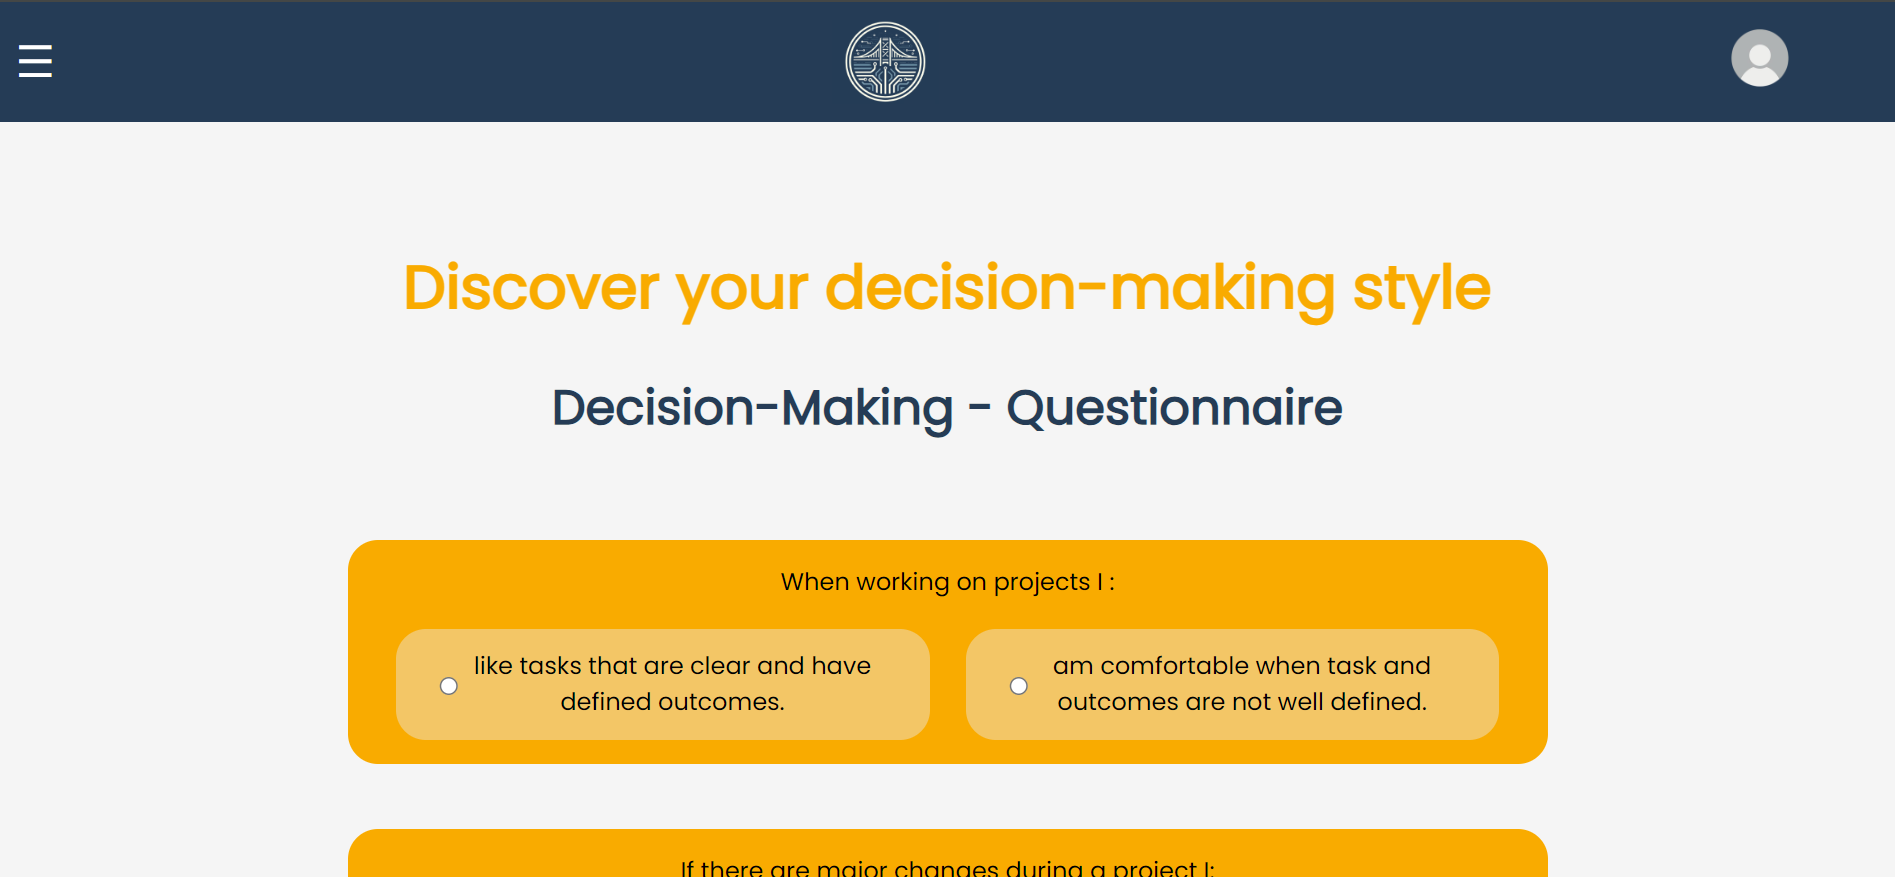 Discover your decision-making style
Decision-Making - Questionnaire
When working on projects I :
like tasks that are clear and have
defined outcomes.
am comfortable when task and
outcomes are not well defined.
If there are major changes during a project I: